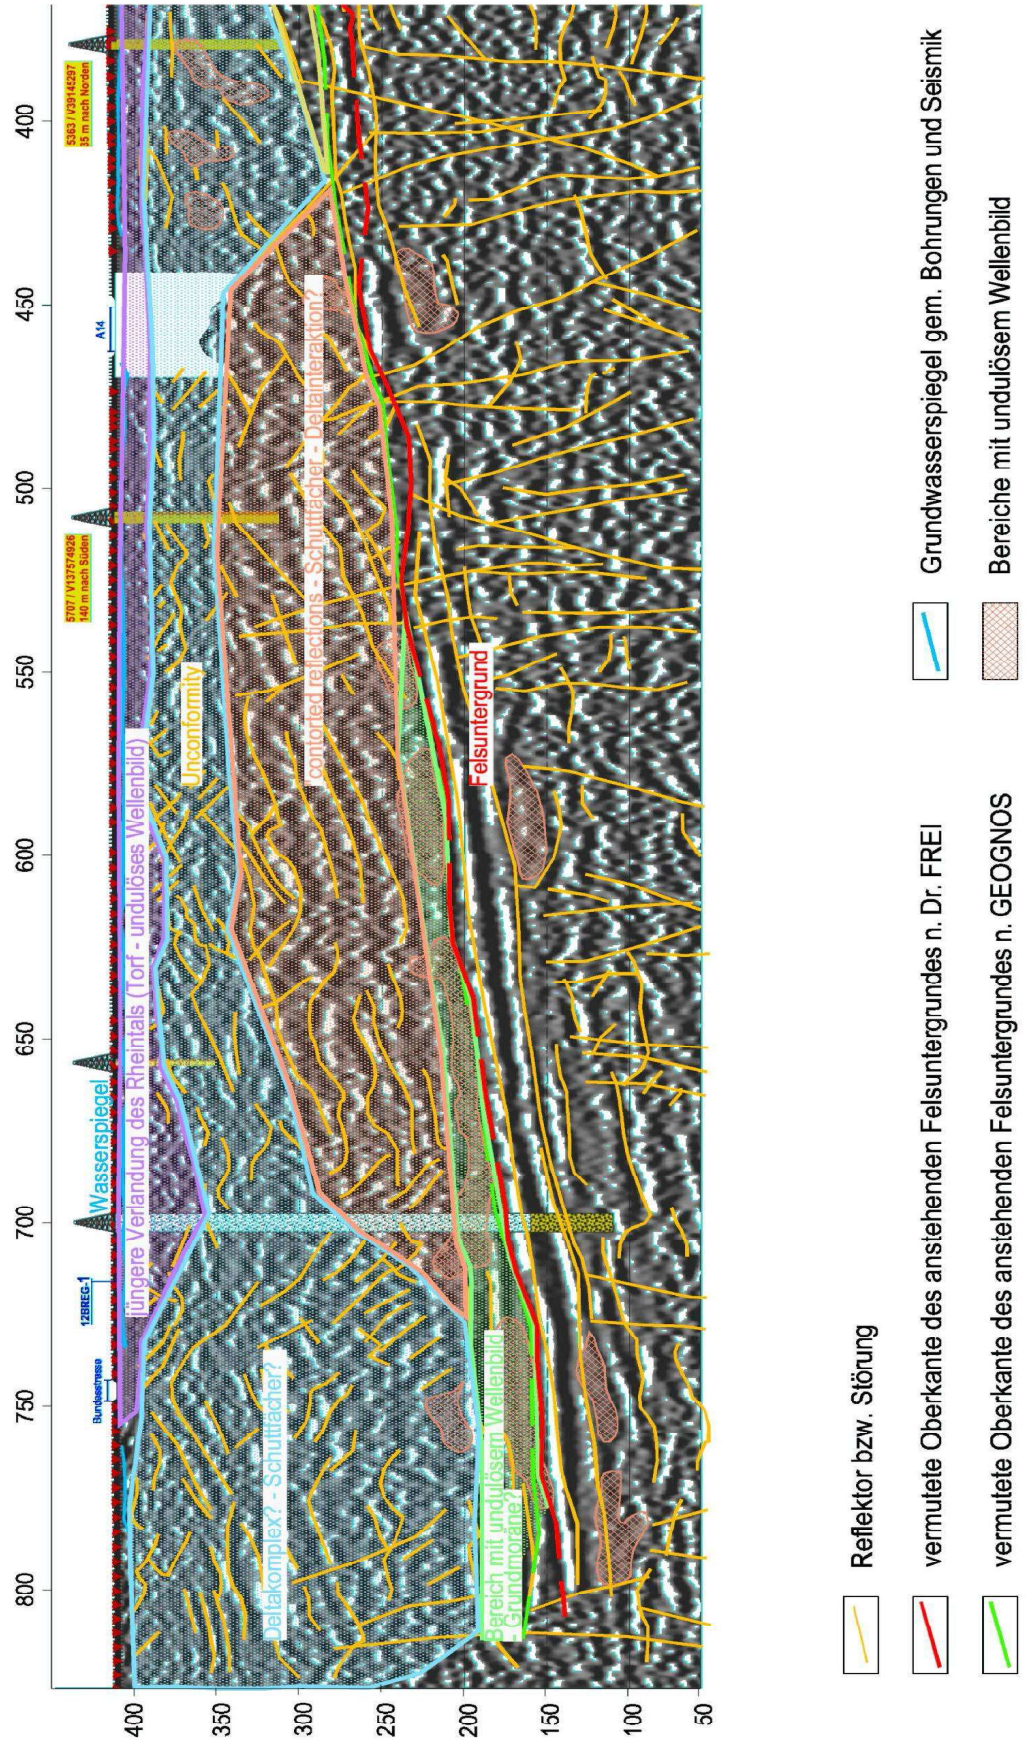 800
750
700
650
600
550
500
450
400
Bundesstrasse
12BREG-1
Wasserspiegel
5707 / V137574926
140 m nach Süden
A14
5363 / V39145297
35 m nach Norden
400
350
300
250
200
150
100
50
jüngere Verlandung des Rheintals (Torf - undulöses Wellenbild)
Unconformity
Deltakomplex? - Schuttfächer?
contorted reflections - Schuttfächer - Deltainteraktion?
Bereich mit undulösem Wellenbild
- Grundmoräne?
Felsuntergrund
Reflektor bzw. Störung
vermutete Oberkante des anstehenden Felsuntergrundes n. Dr. FREI
vermutete Oberkante des anstehenden Felsuntergrundes n. GEOGNOS
Grundwasserspiegel gem. Bohrungen und Seismik
Bereiche mit undulösem Wellenbild